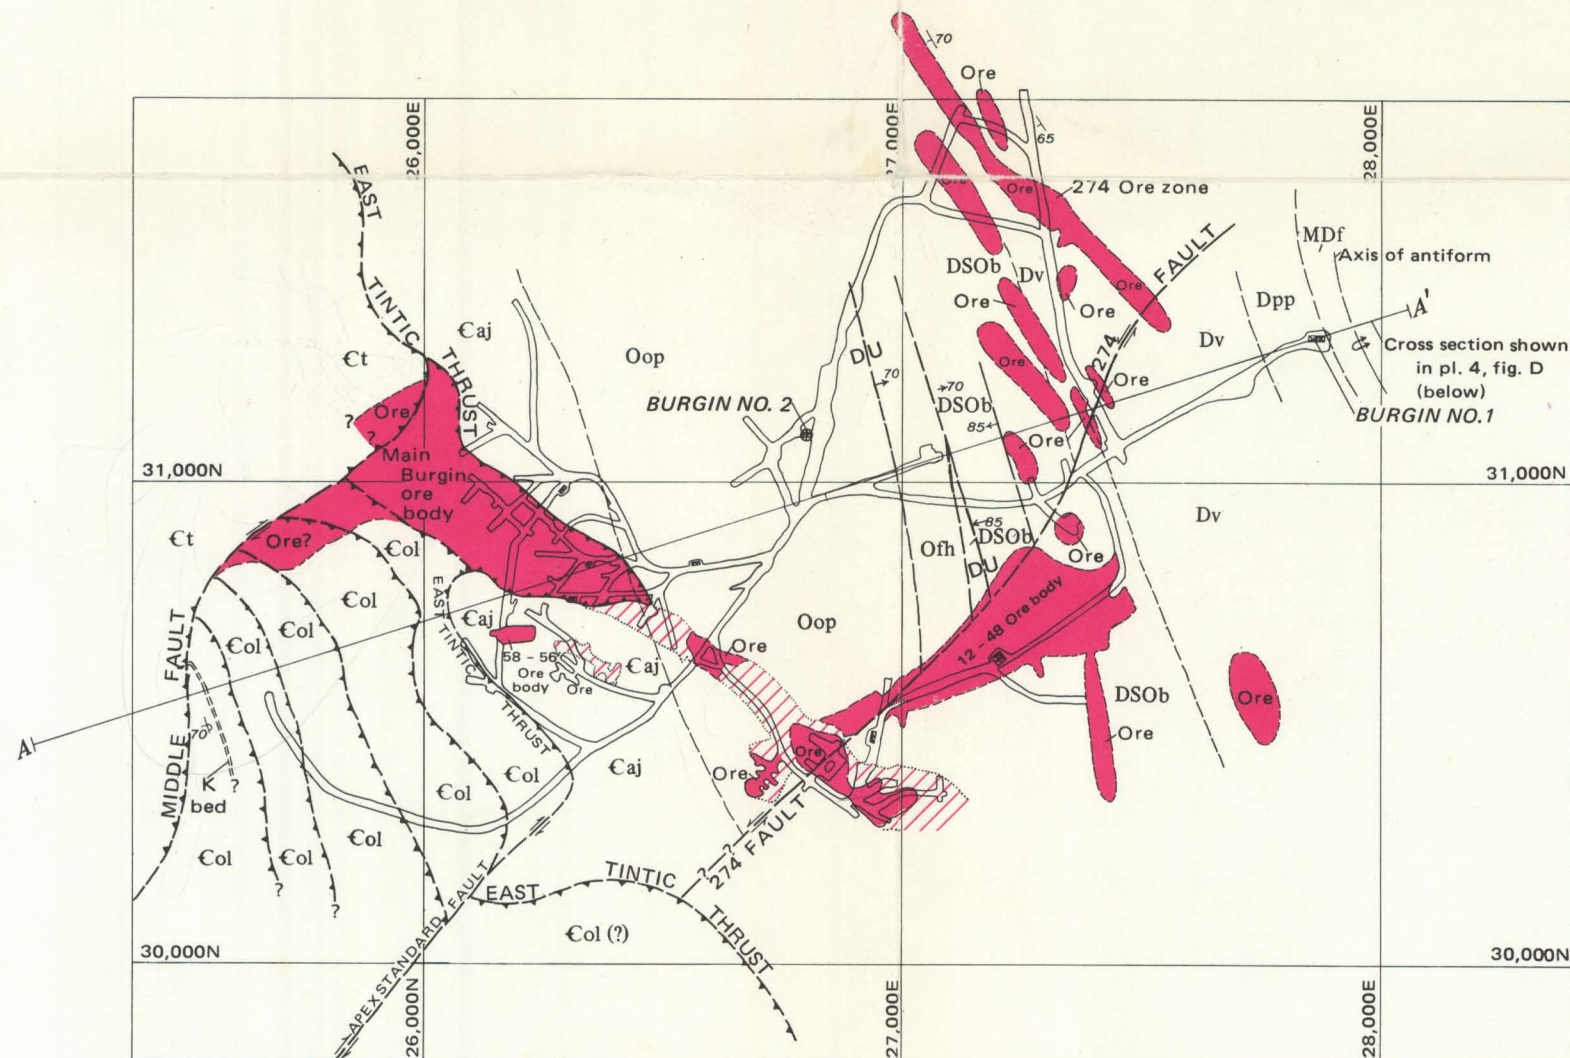 70
Ore
26,000E
27,000E
28,000E
65
EAST
Ore
Ore
274 Ore zone
MDf
Axis of antiform
FAULT
DSOb
Dv
Ore
Ore
Ore
Dpp
A'
TINTIC
Ꞓaj
Ꞓt
Oop
DU
70
Dv
274
Cross section shown
in pl. 4, fig. D
(below)
THRUST
Ore
Ore
?
?
BURGIN NO. 2
70
DSOb
85
Ore
BURGIN NO.1
Ore
Main
Burgin
ore
body
31,000N
31,000N
Ꞓt
Ore?
Ꞓol
Ofh
85
DSOb
DU
Ore
Dv
EAST TINTIC THRUST
Ꞓol
Ꞓaj
Ꞓol
Ꞓol
Oop
12 - 48 Ore body
58 - 56
Ore
body
Ore
Ꞓaj
Ore
DSOb
Ore
Ore
A
MIDDLE FAULT
70
K
bed
?
Ꞓol
Ꞓol
Ꞓaj
Ore
Ore
Ꞓol
Ꞓol
Ꞓol
?
?
? ?
274 FAULT
EAST TINTIC THRUST
Ꞓol (?)
APEX STANDARD FAULT
30,000N
30,000N
26,000N
27,000E
28,000E